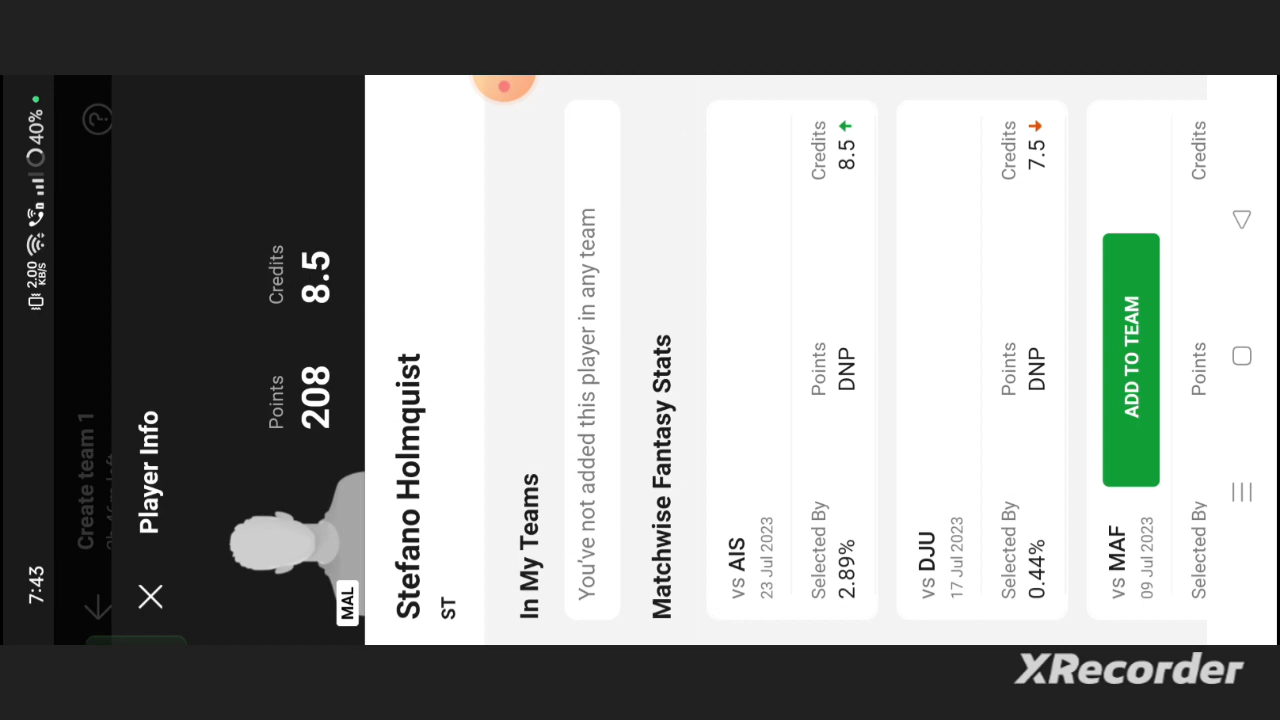 7:43
2.00 KB/S
40%
Create team 1
Player Info
Points
Credits
208
8.5
MAL
Stefano Holmquist
ST
In My Teams
You've not added this player in any team
Matchwise Fantasy Stats
vs AIS
23 Jul 2023
Selected By
Points
Credits
2.89%
DNP
8.5
vs DJU
17 Jul 2023
Selected By
Points
Credits
0.44%
DNP
7.5
vs MAF
09 Jul 2023
ADD TO TEAM
Selected By
Points
Credits
XRecorder